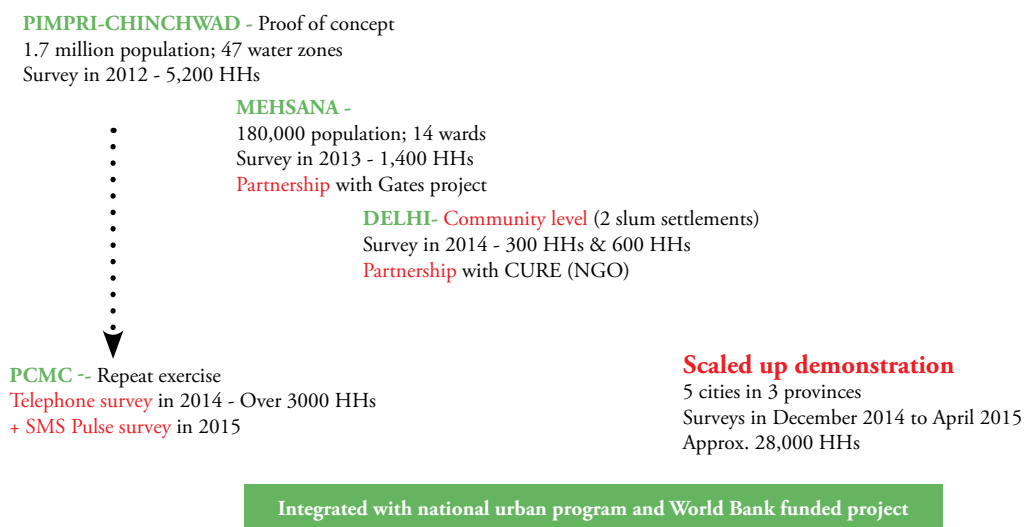 PIMPRI-CHINCHWAD - Proof of concept
1.7 million population; 47 water zones
Survey in 2012 - 5,200 HHs
MEHSANA -
180,000 population; 14 wards
Survey in 2013 - 1,400 HHs
Partnership with Gates project
DELHI- Community level (2 slum settlements)
Survey in 2014 - 300 HHs & 600 HHs
Partnership with CURE (NGO)
PCMC -- Repeat exercise
Telephone survey in 2014 - Over 3000 HHs
+ SMS Pulse survey in 2015
Scaled up demonstration
5 cities in 3 provinces
Surveys in December 2014 to April 2015
Approx. 28,000 HHs
Integrated with national urban program and World Bank funded project